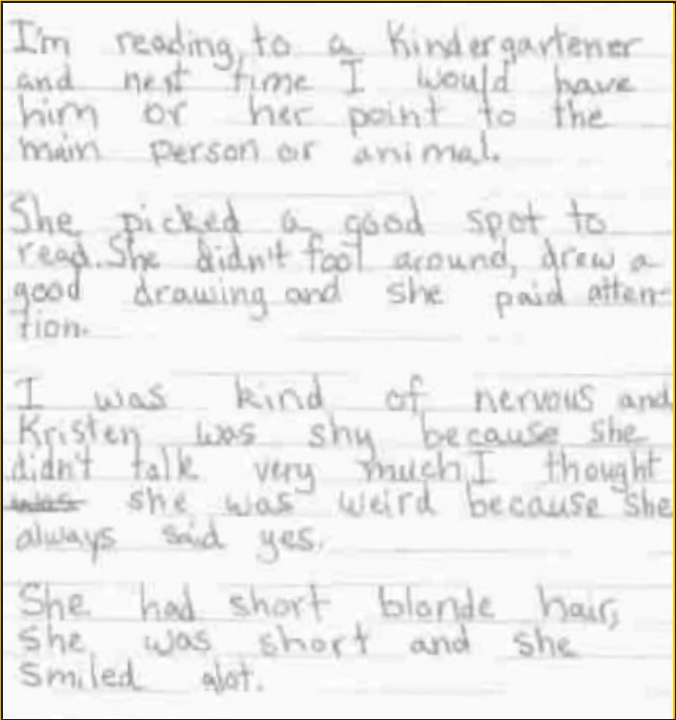 I'm reading to a Kindergartener
and next time I would have
him or her point to the
main person or animal.
She picked a good spot to
read. She didn't fool around, drew a
good drawing and she paid atten-
tion.
I was kind of nervous and
Kristen was shy because she
didn't talk very much, I thought
was she was weird because she
always said yes.
She had short blonde hair,
she was short and she
smiled alot.